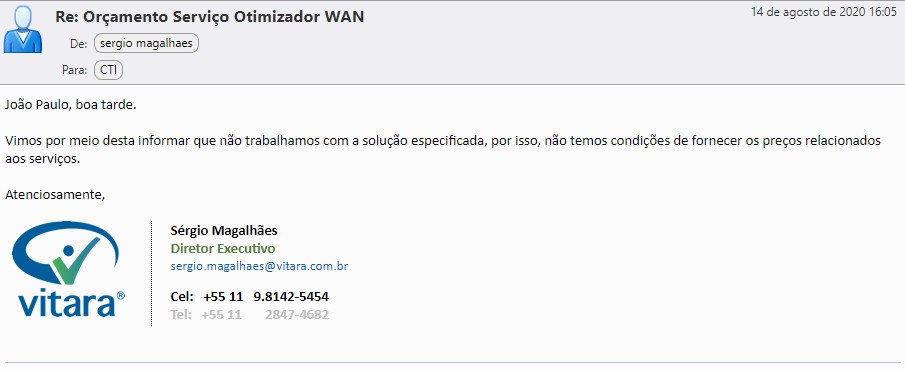 Re: Orçamento Serviço Otimizador WAN
14 de agosto de 2020 16:05
De: sergio magalhaes
Para: CTI
João Paulo, boa tarde.
Vimos por meio desta informar que não trabalhamos com a solução especificada, por isso, não temos condições de fornecer os preços relacionados
aos serviços.
Atenciosamente,
vitara®
Sérgio Magalhães
Diretor Executivo
sergio.magalhaes@vitara.com.br
Cel: +55 11 9.8142-5454
Tel: +55 11 2847-4682